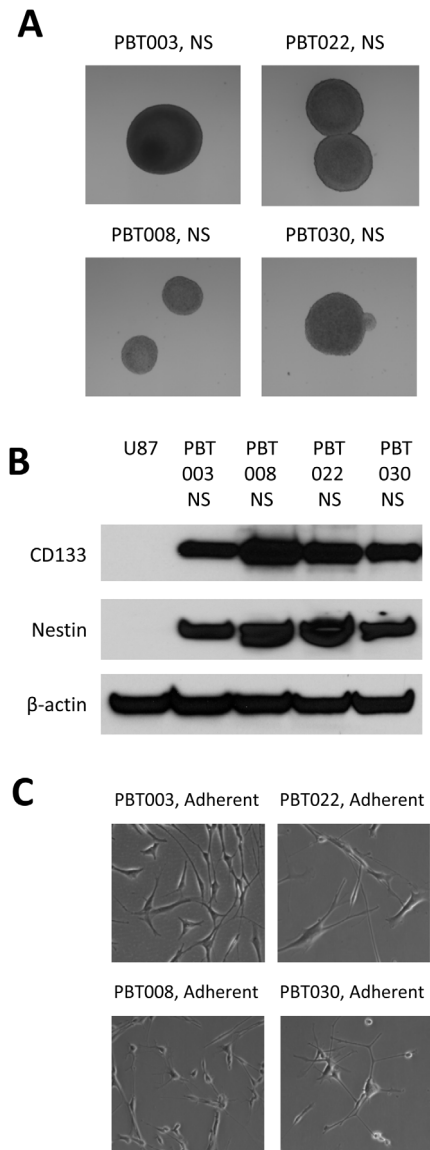 A
PBT003, NS PBT022, NS
PBT008, NS PBT030, NS
B
U87 PBT PBT PBT PBT
003 008 022 030
NS NS NS NS
CD133
Nestin
β-actin
C
PBT003, Adherent PBT022, Adherent
PBT008, Adherent PBT030, Adherent